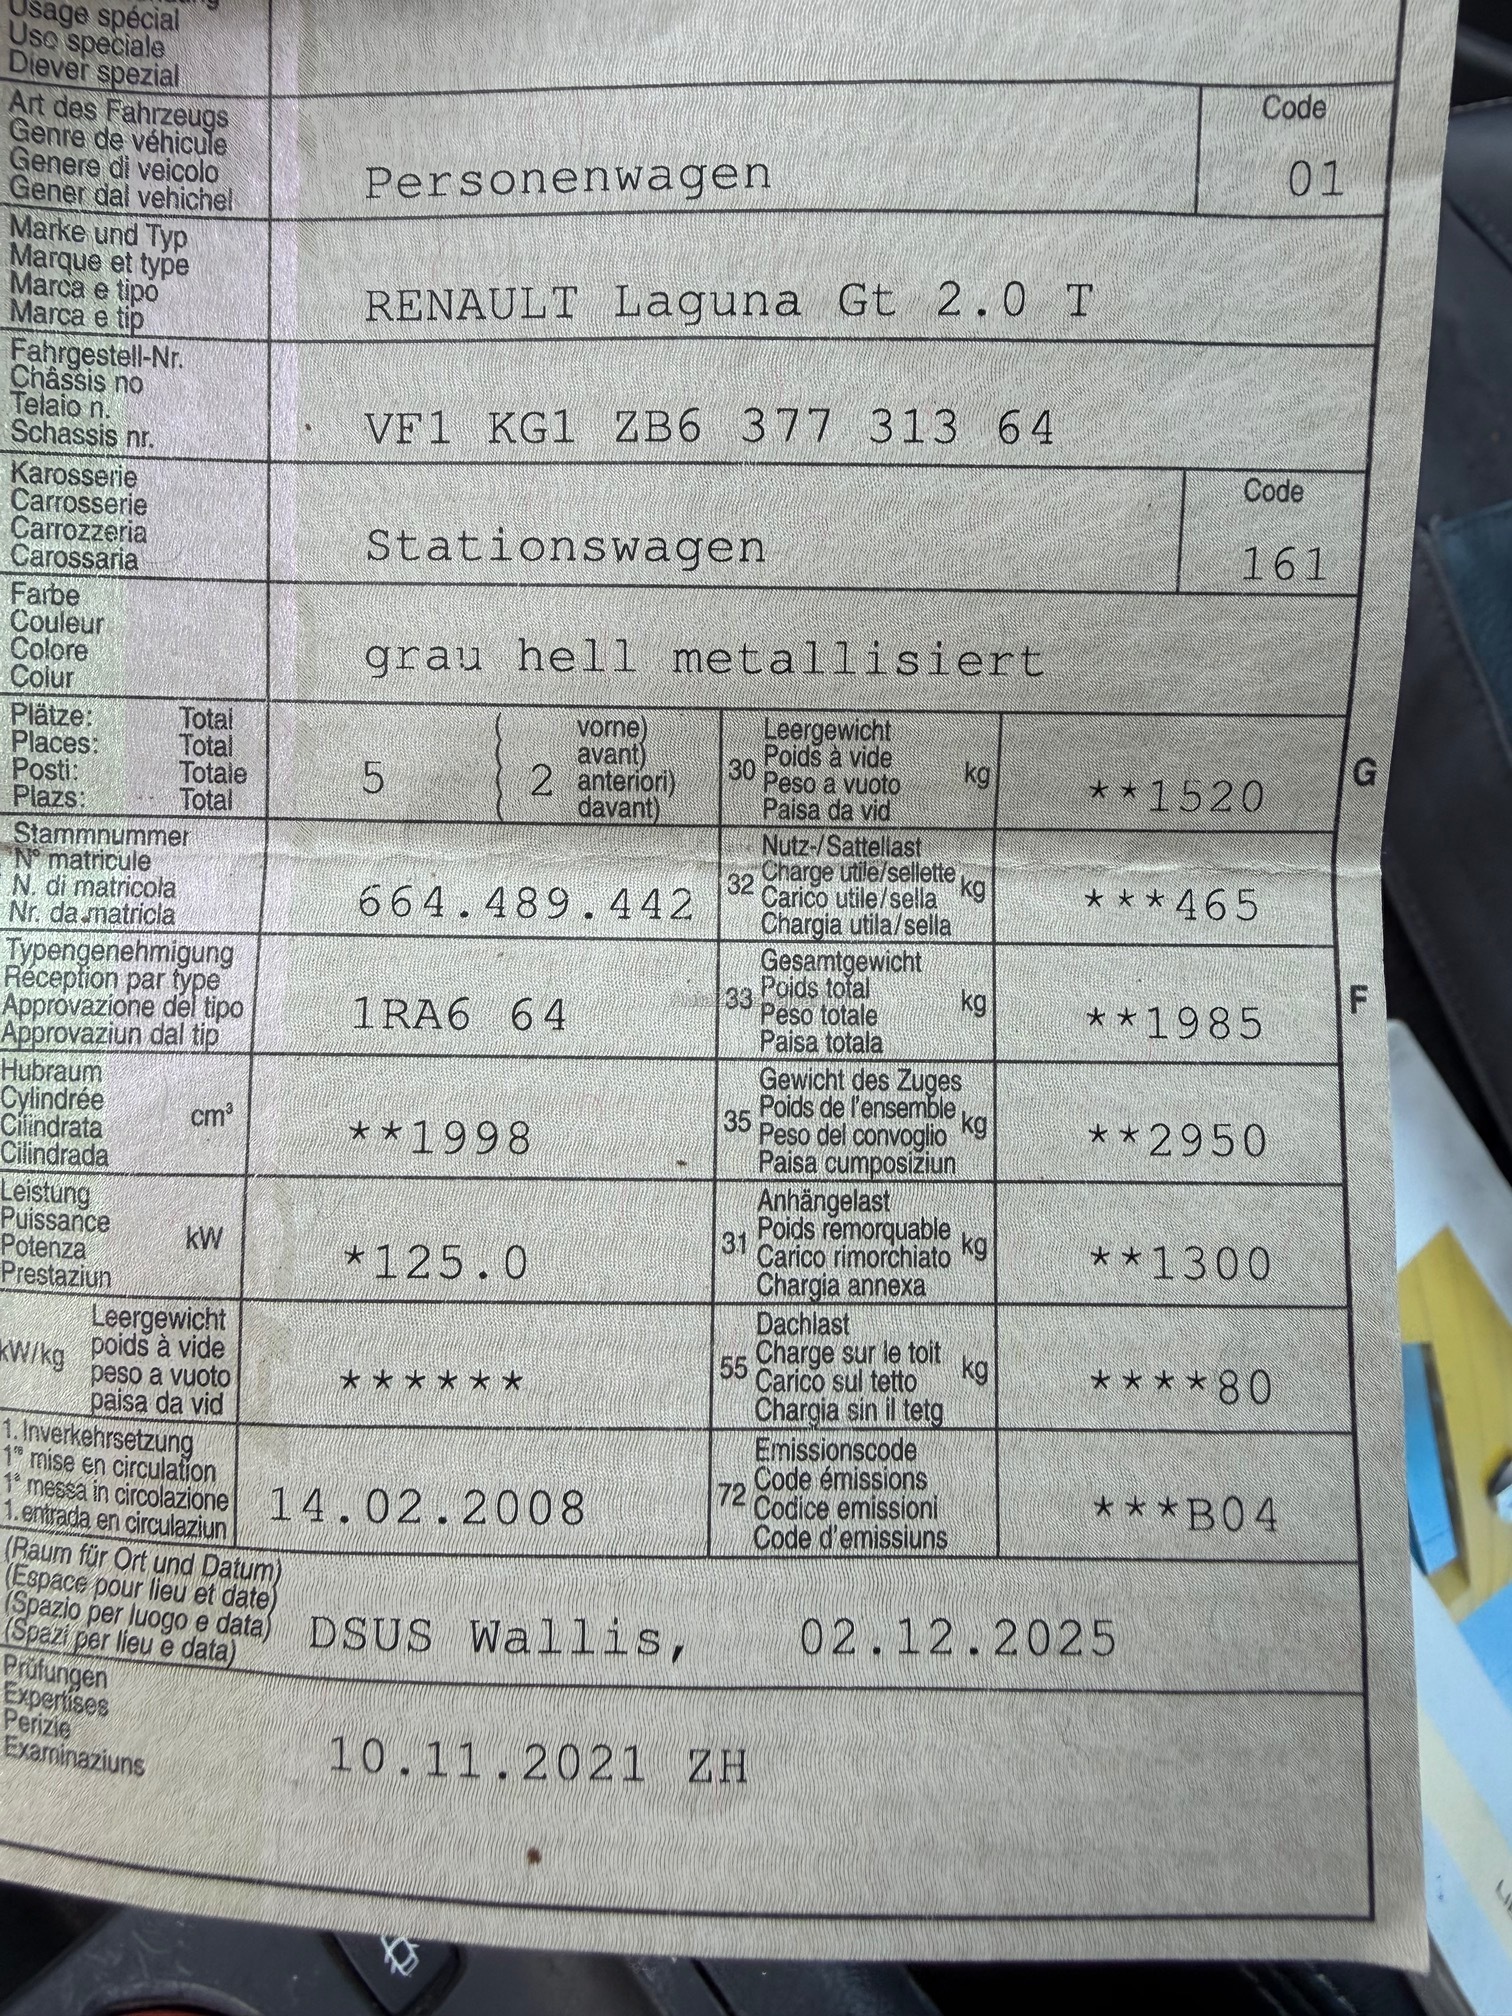 Usage spécial
Uso speciale
Diever spezial
Art des Fahrzeugs
Genre de véhicule
Genere di veicolo
Gener dal vehichel
Personenwagen
Code
01
Marke und Typ
Marque et type
Marca e tipo
Marca e tip
RENAULT Laguna Gt 2.0 T
Fahrgestell-Nr.
Châssis no
Telaio n.
Schassis nr.
VF1 KG1 ZB6 377 313 64
Karosserie
Carrosserie
Carrozzeria
Carossaria
Stationswagen
Code
161
Farbe
Couleur
Colore
Colur
grau hell metallisiert
Plätze: Total
Places: Total
Posti: Totale
Plazs: Total
5
2
vorne)
avant)
anteriori)
davant)
30
Leergewicht
Poids à vide
Peso a vuoto
Paisa da vid
kg
**1520
G
Stammnummer
N° matricule
N. di matricola
Nr. da matricla
664.489.442
32
Nutz-/Sattellast
Charge utile/sellette
Carico utile/sella
Chargia utila/sella
kg
***465
Typengenehmigung
Réception par type
Approvazione del tipo
Approvaziun dal tip
1RA6 64
33
Gesamtgewicht
Poids total
Peso totale
Paisa totala
kg
**1985
F
Hubraum
Cylindrée
Cilindrata
Cilindrada
cm³
**1998
35
Gewicht des Zuges
Poids de l'ensemble
Peso del convoglio
Paisa cumposiziun
kg
**2950
Leistung
Puissance
Potenza
Prestaziun
kW
*125.0
31
Anhängelast
Poids remorquable
Carico rimorchiato
Chargia annexa
kg
**1300
kW/kg
Leergewicht
poids à vide
peso a vuoto
paisa da vid
******
55
Dachlast
Charge sur le toit
Carico sul tetto
Chargia sin il tetg
kg
****80
1. Inverkehrsetzung
1re mise en circulation
1a messa in circolazione
1. entrada en circulaziun
14.02.2008
72
Emissionscode
Code émissions
Codice emissioni
Code d'emissiuns
***B04
(Raum für Ort und Datum)
(Espace pour lieu et date)
(Spazio per luogo e data)
(Spazi per lieu e data)
DSUS Wallis, 02.12.2025
Prüfungen
Expertises
Perizie
Examinaziuns
10.11.2021 ZH